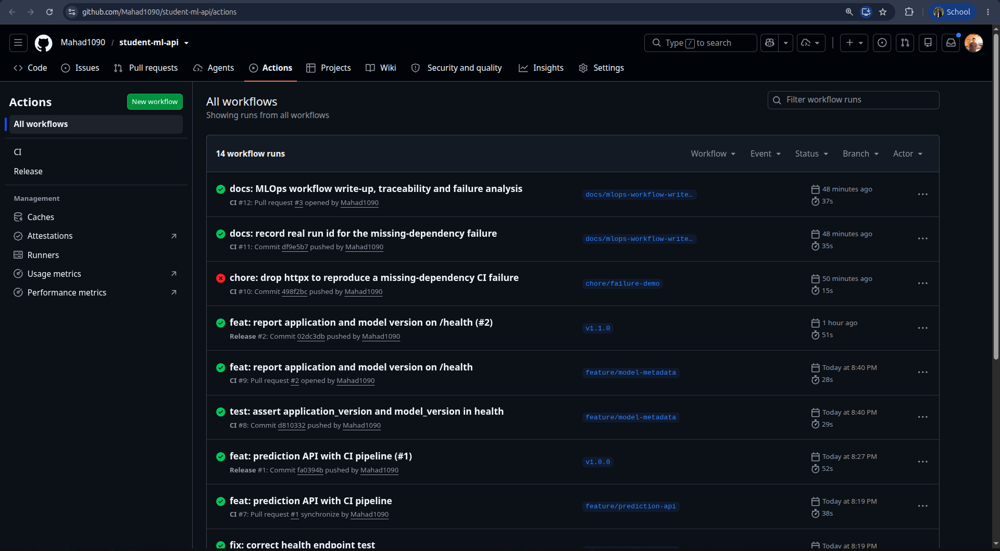 github.com/Mahad1090/student-ml-api/actions
School
Mahad1090 / student-ml-api
Type / to search
Code
Issues
Pull requests
Agents
Actions
Projects
Wiki
Security and quality
Insights
Settings
Actions
New workflow
All workflows
CI
Release
Management
Caches
Attestations
Runners
Usage metrics
Performance metrics
All workflows
Showing runs from all workflows
Filter workflow runs
14 workflow runs
Workflow
Event
Status
Branch
Actor
docs: MLOps workflow write-up, traceability and failure analysis
CI #12: Pull request #3 opened by Mahad1090
docs/mlops-workflow-write…
48 minutes ago
37s
docs: record real run id for the missing-dependency failure
CI #11: Commit df9e5b7 pushed by Mahad1090
docs/mlops-workflow-write…
48 minutes ago
35s
chore: drop httpx to reproduce a missing-dependency CI failure
CI #10: Commit 498f2bc pushed by Mahad1090
chore/failure-demo
50 minutes ago
15s
feat: report application and model version on /health (#2)
Release #2: Commit 02dc3db pushed by Mahad1090
v1.1.0
1 hour ago
51s
feat: report application and model version on /health
CI #9: Pull request #2 opened by Mahad1090
feature/model-metadata
Today at 8:40 PM
28s
test: assert application_version and model_version in health
CI #8: Commit d810332 pushed by Mahad1090
feature/model-metadata
Today at 8:40 PM
29s
feat: prediction API with CI pipeline (#1)
Release #1: Commit fa0394b pushed by Mahad1090
v1.0.0
Today at 8:27 PM
52s
feat: prediction API with CI pipeline
CI #7: Pull request #1 synchronize by Mahad1090
feature/prediction-api
Today at 8:19 PM
38s
fix: correct health endpoint test
Today at 8:19 PM